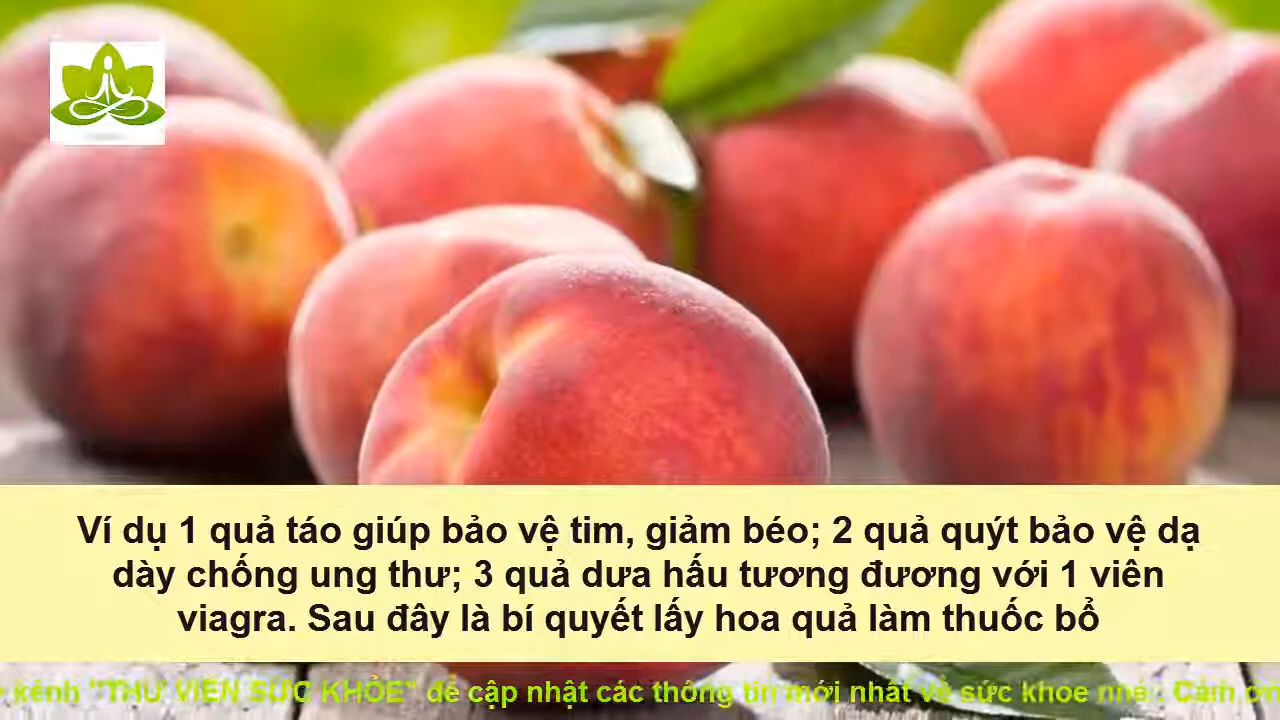 Ví dụ 1 quả táo giúp bảo vệ tim, giảm béo; 2 quả quýt bảo vệ dạ
dày chống ung thư; 3 quả dưa hấu tương đương với 1 viên
viagra. Sau đây là bí quyết lấy hoa quả làm thuốc bổ
kênh "THƯ VIỆN SỨC KHỎE" để cập nhật các thông tin mới nhất về sức khỏe nhé. Cảm